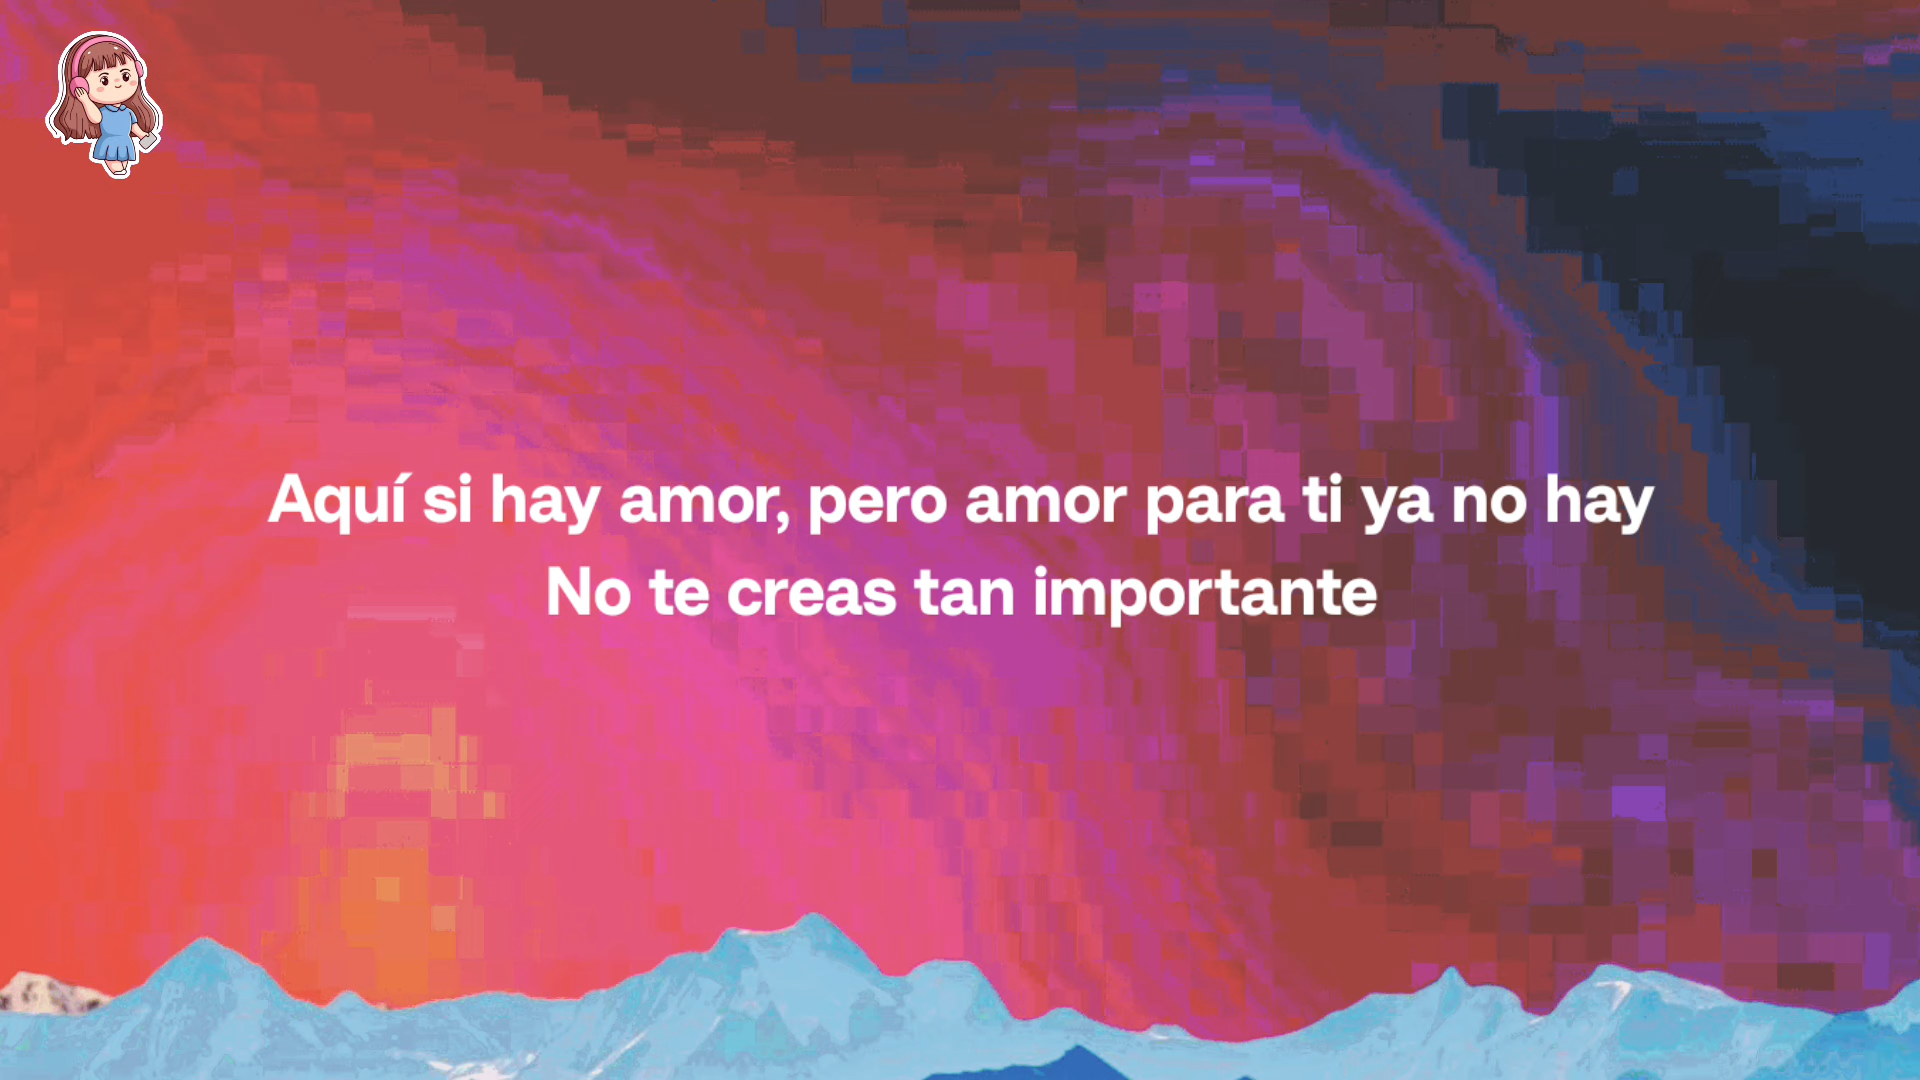 Aquí si hay amor, pero amor para ti ya no hay
No te creas tan importante